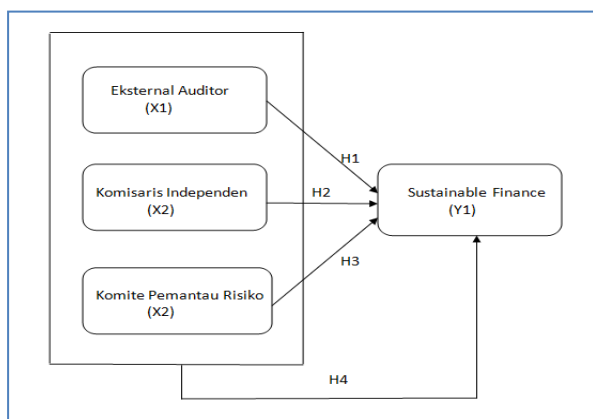 Eksternal Auditor
(X1)
H1
Komisaris Independen
(X2)
H2
Sustainable Finance
(Y1)
H3
Komite Pemantau Risiko
(X2)
H4